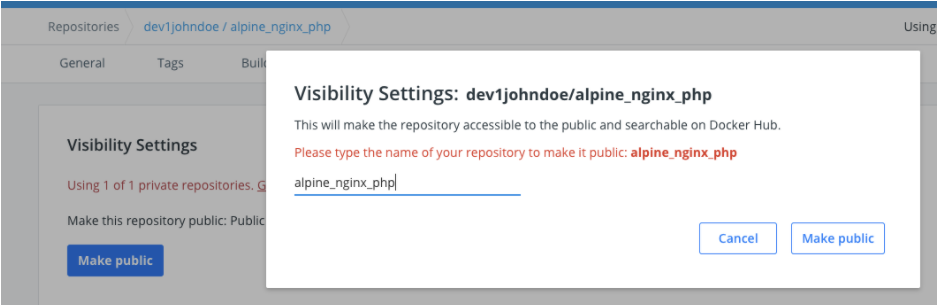 Repositories dev1johndoe / alpine_nginx_php Using
General Tags Build
Visibility Settings: dev1johndoe/alpine_nginx_php
This will make the repository accessible to the public and searchable on Docker Hub.
Please type the name of your repository to make it public: alpine_nginx_php
alpine_nginx_php
Cancel Make public
Visibility Settings
Using 1 of 1 private repositories. G
Make this repository public: Public
Make public